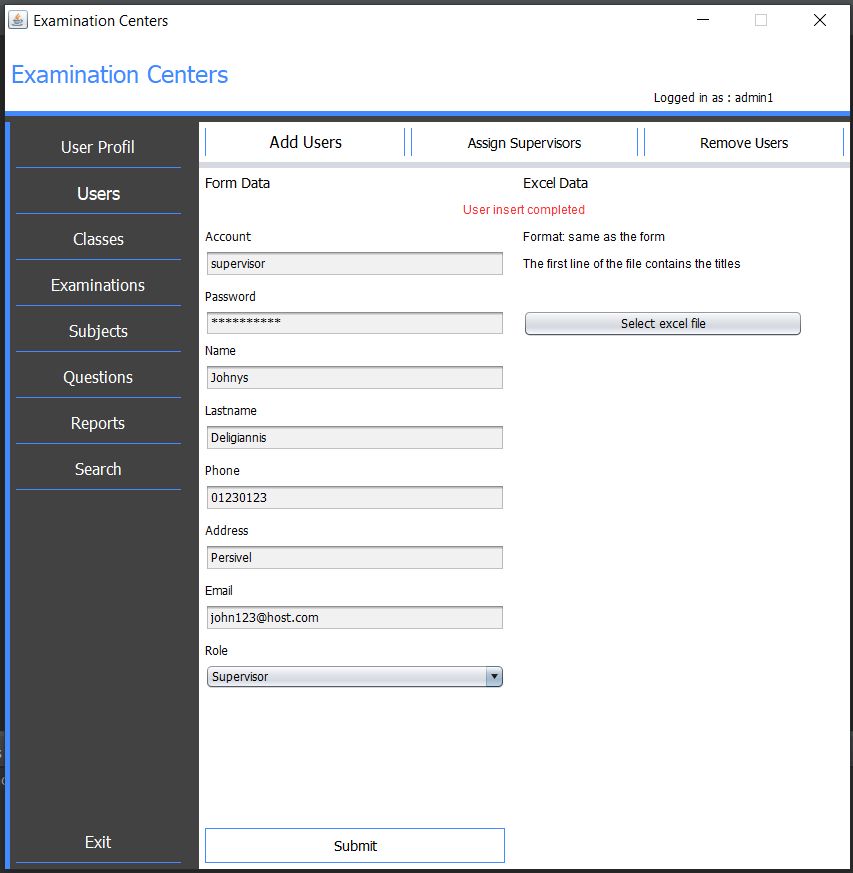 Examination Centers
Examination Centers
Logged in as : admin1
User Profil
Users
Classes
Examinations
Subjects
Questions
Reports
Search
Exit
Add Users
Assign Supervisors
Remove Users
Form Data
Excel Data
User insert completed
Account
supervisor
Format: same as the form
The first line of the file contains the titles
Password
**********
Select excel file
Name
Johnys
Lastname
Deligiannis
Phone
01230123
Address
Persivel
Email
john123@host.com
Role
Supervisor
Submit